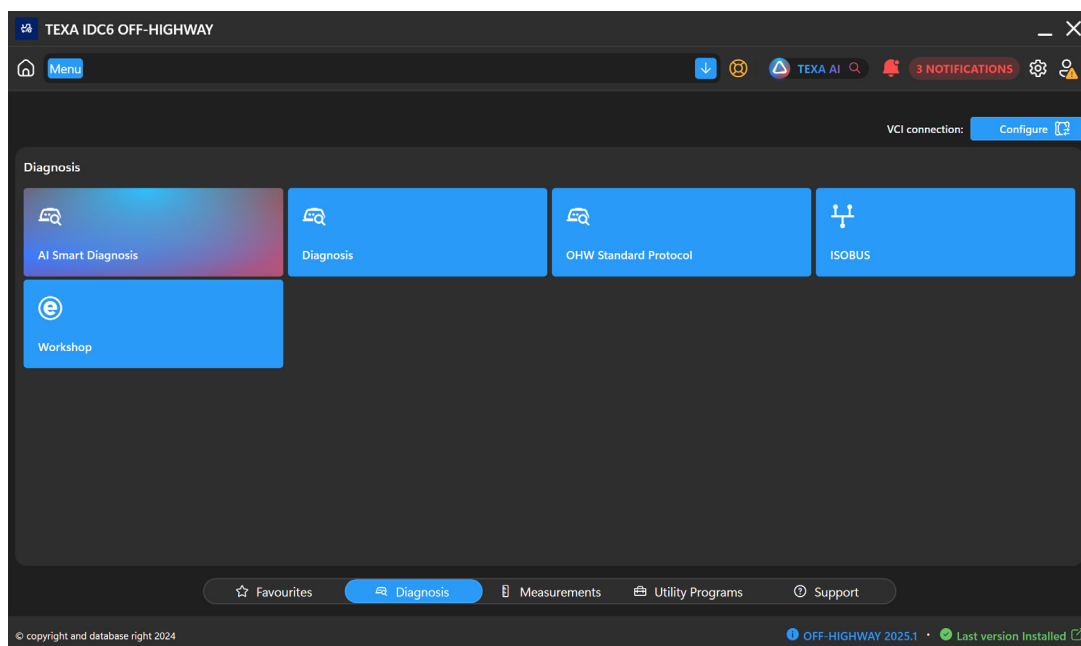 TEXA IDC6 OFF-HIGHWAY
Menu
TEXA AI
3 NOTIFICATIONS
VCI connection:
Configure
Diagnosis
AI Smart Diagnosis
Diagnosis
OHW Standard Protocol
ISOBUS
Workshop
Favourites
Diagnosis
Measurements
Utility Programs
Support
© copyright and database right 2024
OFF-HIGHWAY 2025.1 • Last version Installed